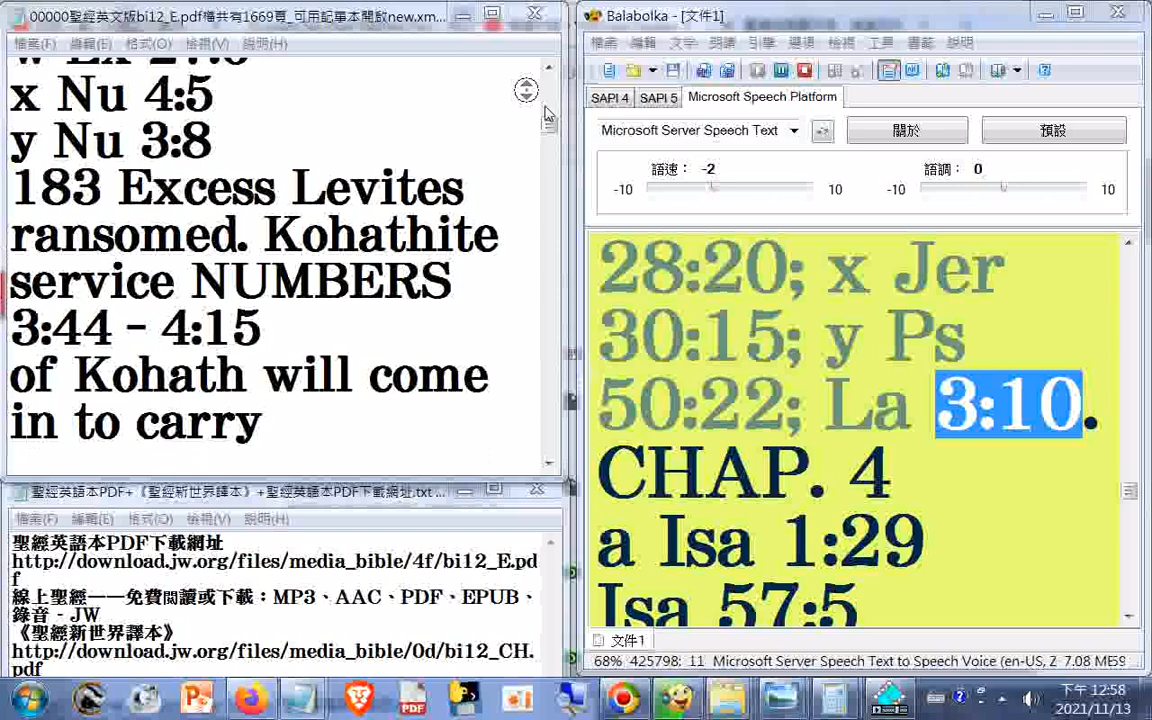 00000聖經英文版bi12_E.pdf檔共有1669頁_可用記事本開啟new.xm...
檔案(F) 編輯(E) 格式(O) 檢視(V) 說明(H)
x Nu 4:5
y Nu 3:8
183 Excess Levites
ransomed. Kohathite
service NUMBERS
3:44 - 4:15
of Kohath will come
in to carry
聖經英語本PDF+《聖經新世界譯本》+聖經英語本PDF下載網址.txt ...
檔案(F) 編輯(E) 格式(O) 檢視(V) 說明(H)
聖經英語本PDF下載網址
http://download.jw.org/files/media_bible/4f/bi12_E.pd
f
線上聖經——免費閱讀或下載：MP3、AAC、PDF、EPUB、
錄音 - JW
《聖經新世界譯本》
http://download.jw.org/files/media_bible/0d/bi12_CH.
pdf
Balabolka - [文件1]
檔案 編輯 文字 朗讀 引擎 選項 檢視 工具 書籤 說明
SAPI 4 SAPI 5 Microsoft Speech Platform
Microsoft Server Speech Text 關於 預設
語速： -2 語調： 0
-10 10 -10 10
28:20; x Jer
30:15; y Ps
50:22; La 3:10.
CHAP. 4
a Isa 1:29
Isa 57:5
文件1
68% 425798: 11 Microsoft Server Speech Text to Speech Voice (en-US, Z 7.08 ME59
下午 12:58
2021/11/13